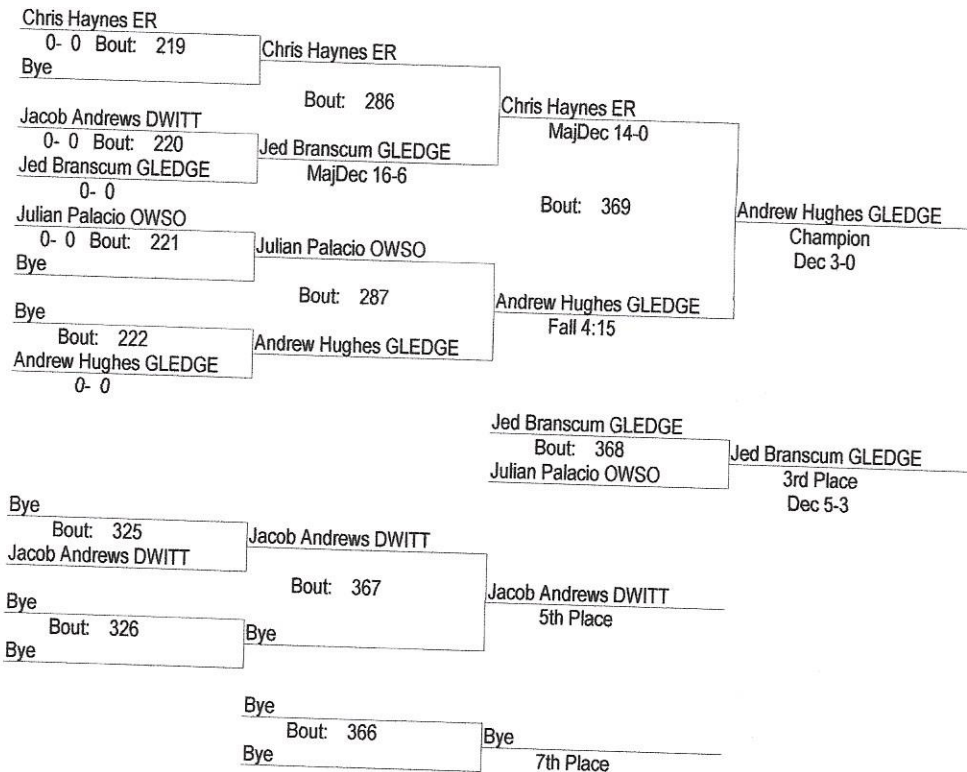 Chris Haynes ER
0- 0 Bout: 219
Bye
Chris Haynes ER
Bout: 286
Jacob Andrews DWITT
0- 0 Bout: 220
Jed Branscum GLEDGE
0- 0
Jed Branscum GLEDGE
MajDec 16-6
Chris Haynes ER
MajDec 14-0
Bout: 369
Julian Palacio OWSO
0- 0 Bout: 221
Bye
Julian Palacio OWSO
Bout: 287
Bye
Bout: 222
Andrew Hughes GLEDGE
0- 0
Andrew Hughes GLEDGE
Andrew Hughes GLEDGE
Fall 4:15
Andrew Hughes GLEDGE
Champion
Dec 3-0
Jed Branscum GLEDGE
Bout: 368
Julian Palacio OWSO
Jed Branscum GLEDGE
3rd Place
Dec 5-3
Bye
Bout: 325
Jacob Andrews DWITT
Jacob Andrews DWITT
Bout: 367
Bye
Bout: 326
Bye
Bye
Jacob Andrews DWITT
5th Place
Bye
Bout: 366
Bye
Bye
7th Place